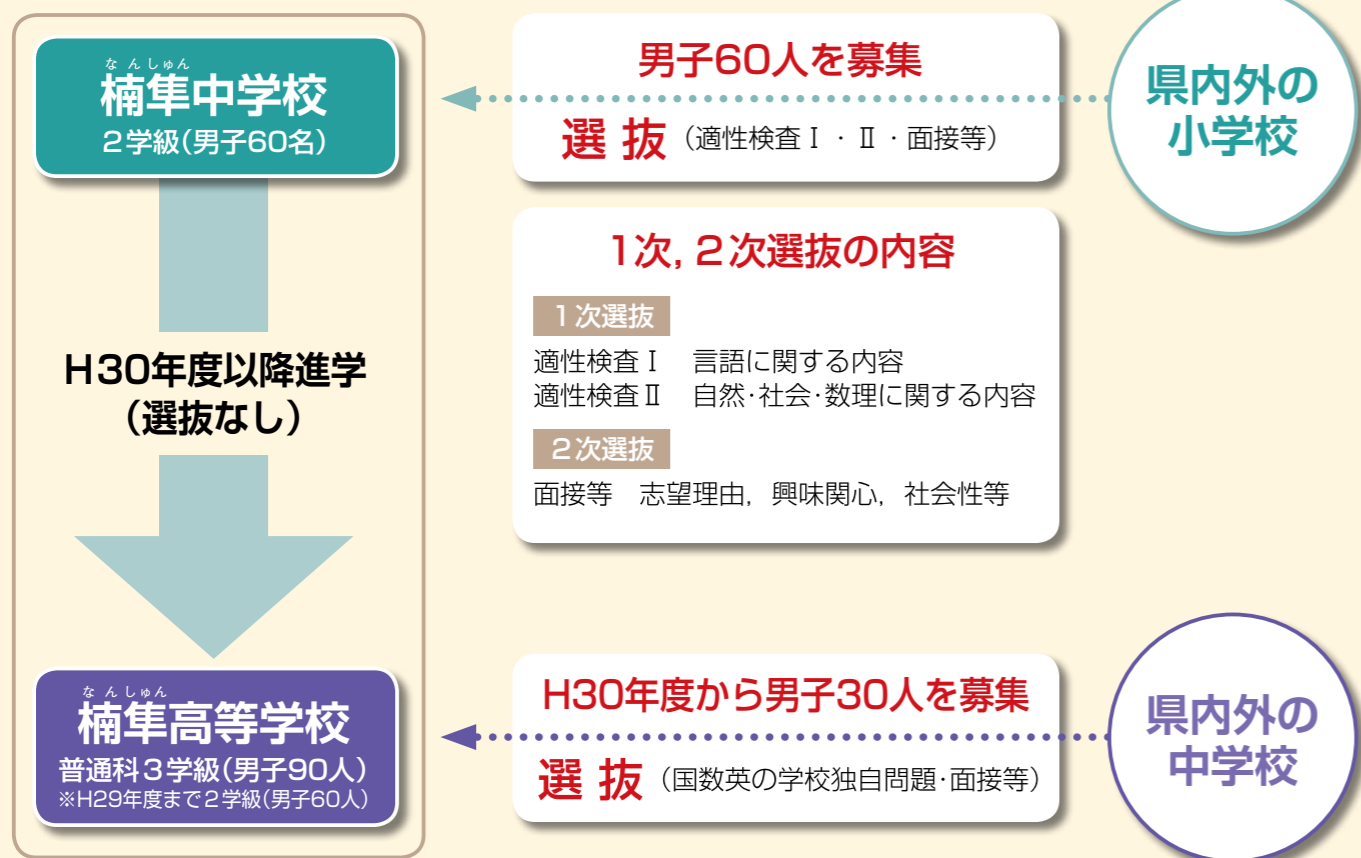 なんしゅん
楠隼中学校
2学級(男子60名)
男子60人を募集
選抜(適性検査Ⅰ・Ⅱ・面接等)
県内外の
小学校
1次,2次選抜の内容
1次選抜
適性検査Ⅰ 言語に関する内容
適性検査Ⅱ 自然・社会・数理に関する内容
2次選抜
面接等 志望理由,興味関心,社会性等
H30年度以降進学
(選抜なし)
なんしゅん
楠隼高等学校
普通科3学級(男子90人)
※H29年度まで2学級(男子60人)
H30年度から男子30人を募集
選抜(国数英の学校独自問題・面接等)
県内外の
中学校